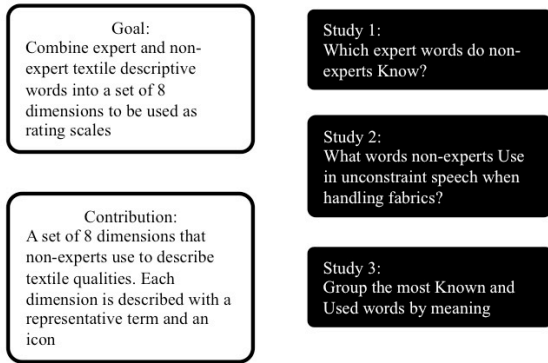 Goal:
Combine expert and non-
expert textile descriptive
words into a set of 8
dimensions to be used as
rating scales
Contribution:
A set of 8 dimensions that
non-experts use to describe
textile qualities. Each
dimension is described with a
representative term and an
icon
Study 1:
Which expert words do non-
experts Know?
Study 2:
What words non-experts Use
in unconstraint speech when
handling fabrics?
Study 3:
Group the most Known and
Used words by meaning